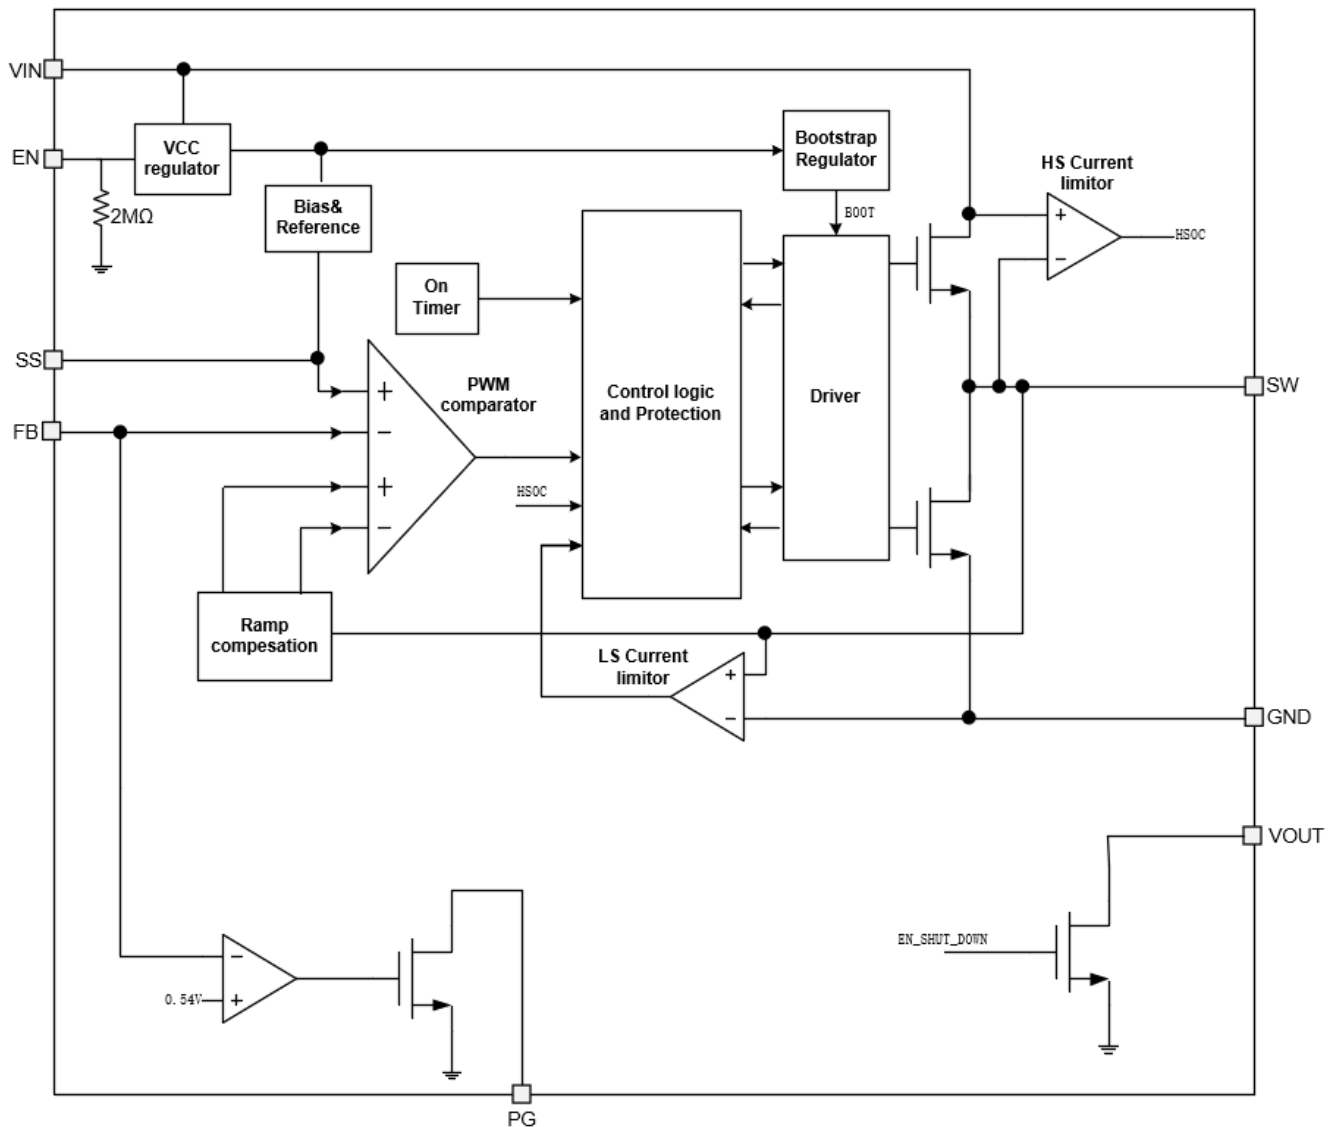 VIN
EN
VCC
regulator
2MΩ
Bias&
Reference
Bootstrap
Regulator
BOOT
HS Current
limitor
+
−
HSOC
On
Timer
SS
FB
PWM
comparator
+
−
+
−
HSOC
Control logic
and Protection
Driver
SW
Ramp
compesation
LS Current
limitor
+
−
GND
VOUT
EN_SHUT_DOWN
−
0.54V
+
PG